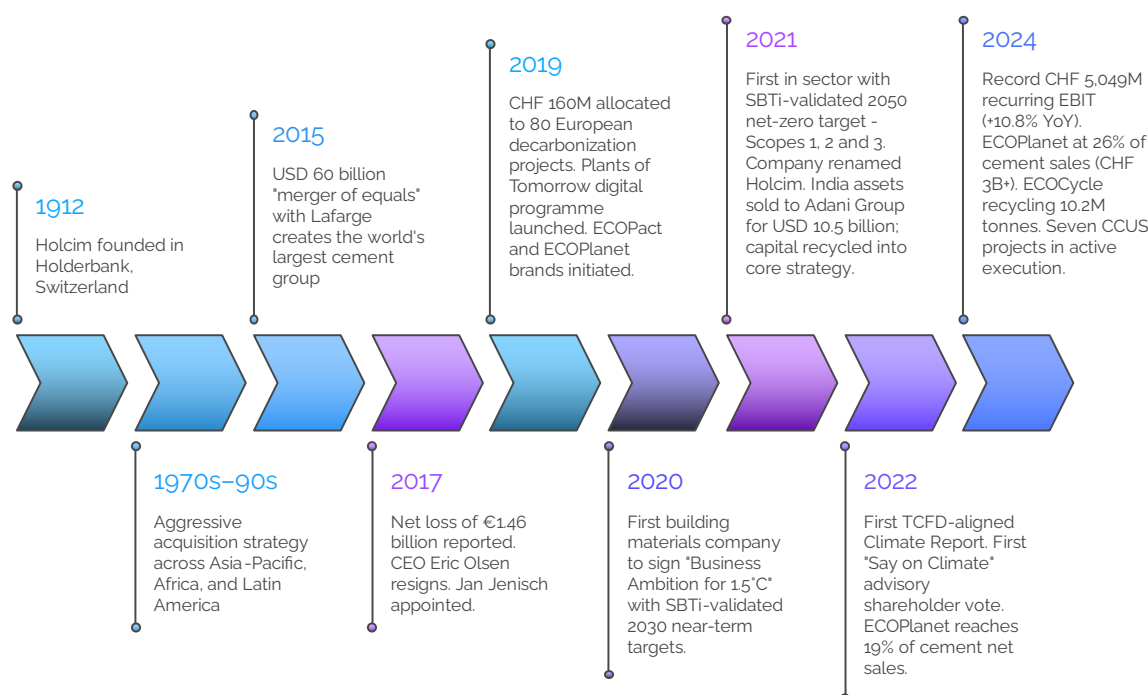 1912
Holcim founded in
Holderbank,
Switzerland
1970s–90s
Aggressive
acquisition strategy
across Asia-Pacific,
Africa, and Latin
America
2015
USD 60 billion
"merger of equals"
with Lafarge
creates the world's
largest cement
group
2017
Net loss of €1.46
billion reported.
CEO Eric Olsen
resigns. Jan Jenisch
appointed.
2019
CHF 160M allocated
to 80 European
decarbonization
projects. Plants of
Tomorrow digital
programme
launched. ECOPact
and ECOPlanet
brands initiated.
2020
First building
materials company
to sign "Business
Ambition for 1.5°C"
with SBTi-validated
2030 near-term
targets.
2021
First in sector with
SBTi-validated 2050
net-zero target -
Scopes 1, 2 and 3.
Company renamed
Holcim. India assets
sold to Adani Group
for USD 10.5 billion;
capital recycled into
core strategy.
2022
First TCFD-aligned
Climate Report. First
"Say on Climate"
advisory
shareholder vote.
ECOPlanet reaches
19% of cement net
sales.
2024
Record CHF 5,049M
recurring EBIT
(+10.8% YoY).
ECOPlanet at 26% of
cement sales (CHF
3B+). ECOCycle
recycling 10.2M
tonnes. Seven CCUS
projects in active
execution.